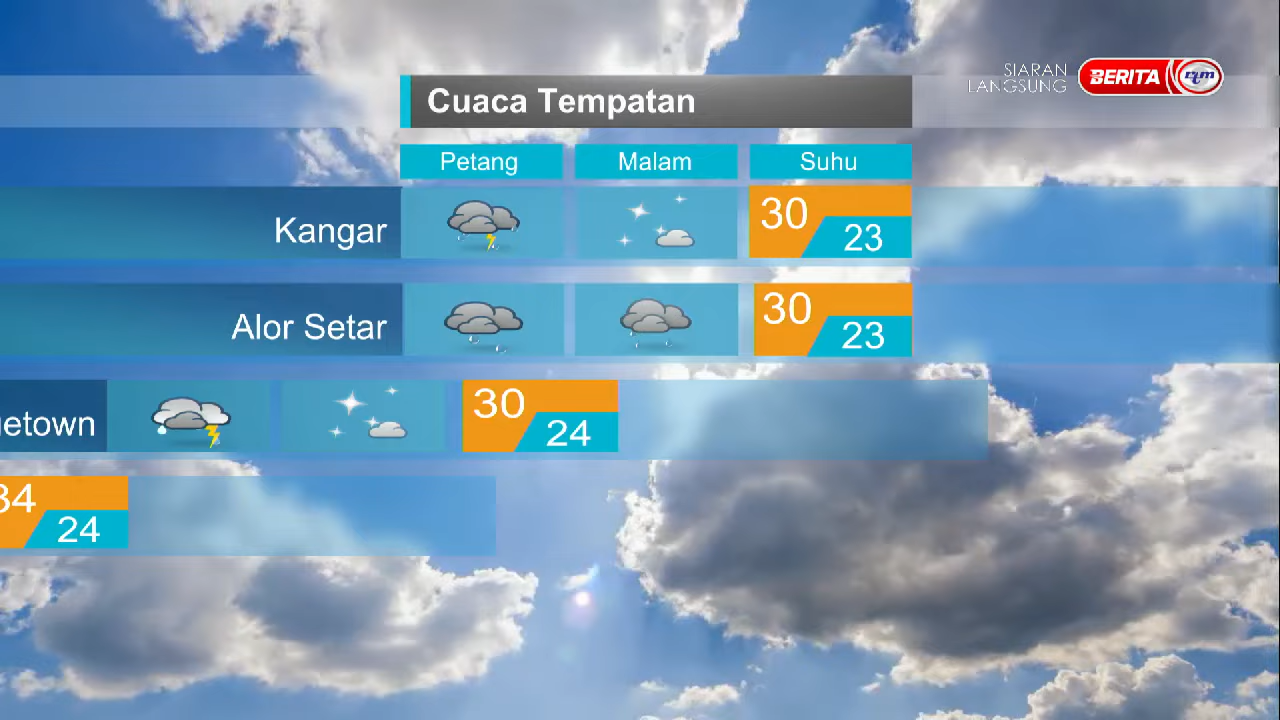 SIARAN
LANGSUNG
BERITA rtm
Cuaca Tempatan
Petang Malam Suhu
Kangar 30 23
Alor Setar 30 23
etown 30 24
34 24